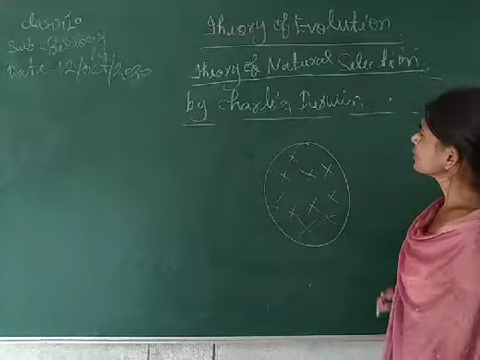 class:- 10
Sub - Biology
Date - 12/oct/2020
Theory of Evolution
Theory of Natural Selection
by Charles Darwin